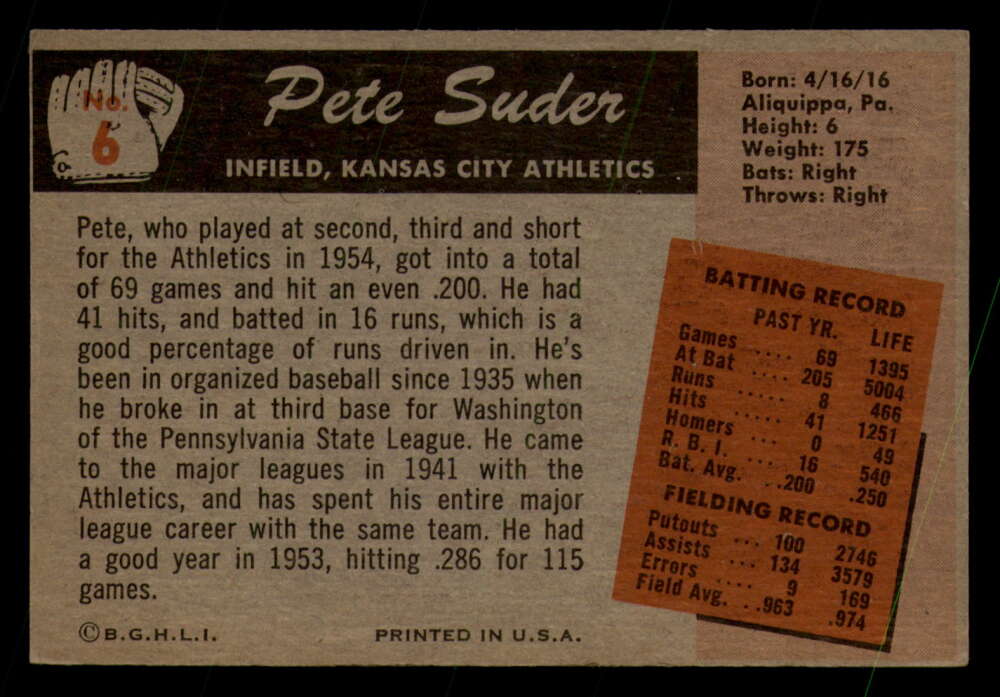 No.
6
Pete Suder
INFIELD, KANSAS CITY ATHLETICS
Born: 4/16/16
Aliquippa, Pa.
Height: 6
Weight: 175
Bats: Right
Throws: Right
Pete, who played at second, third and short
for the Athletics in 1954, got into a total
of 69 games and hit an even .200. He had
41 hits, and batted in 16 runs, which is a
good percentage of runs driven in. He's
been in organized baseball since 1935 when
he broke in at third base for Washington
of the Pennsylvania State League. He came
to the major leagues in 1941 with the
Athletics, and has spent his entire major
league career with the same team. He had
a good year in 1953, hitting .286 for 115
games.
BATTING RECORD
PAST YR. LIFE
Games .... 69 1395
At Bat .... 205 5004
Runs ..... 8 466
Hits ..... 41 1251
Homers ... 0 49
R. B. I. ... 16 540
Bat. Avg. ..200 .250
FIELDING RECORD
Putouts ... 100 2746
Assists ... 134 3579
Errors .... 9 169
Field Avg. ..963 .974
©B.G.H.L.I. PRINTED IN U.S.A.